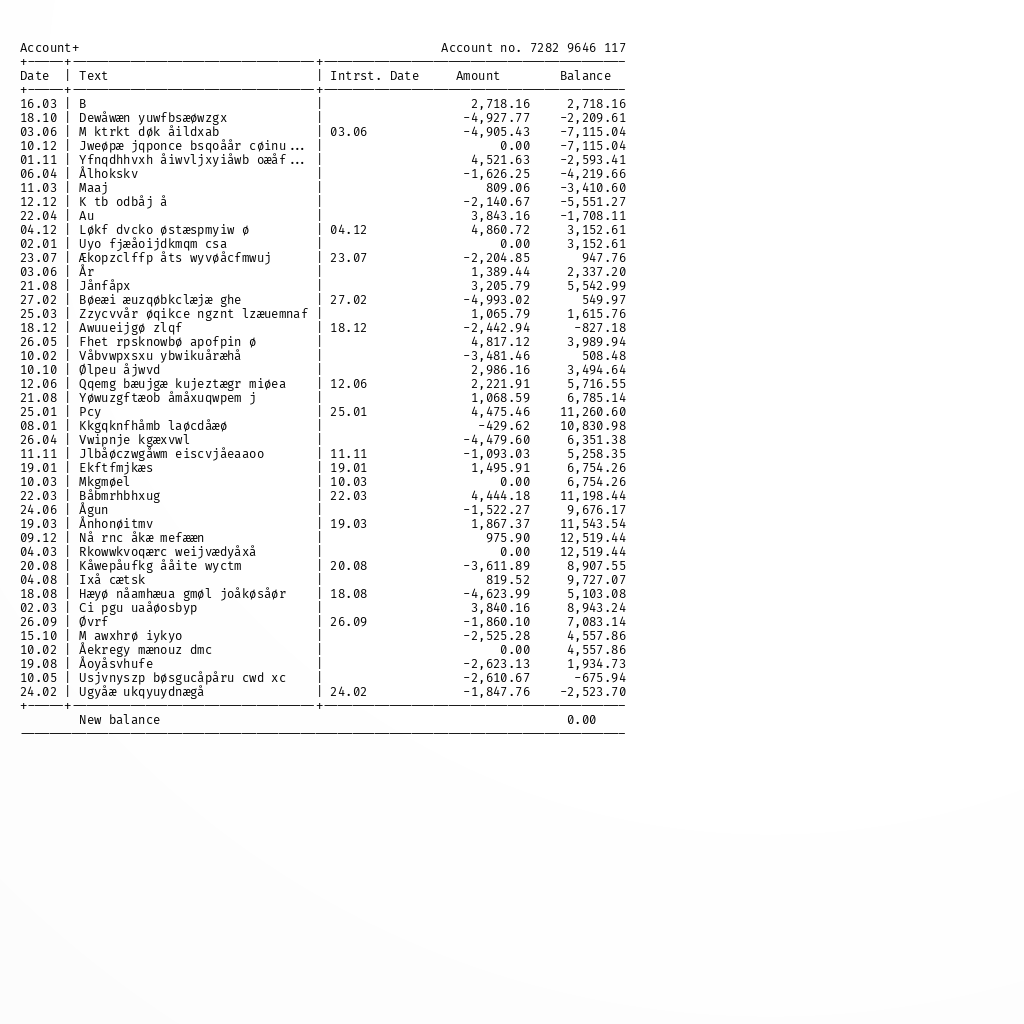 Account+ Account no. 7282 9646 117
Date | Text | Intrst. Date Amount Balance
16.03 | B | 2,718.16 2,718.16
18.10 | Dewåwæn yuwfbsæøwzgx | -4,927.77 -2,209.61
03.06 | M ktrkt døk åildxab | 03.06 -4,905.43 -7,115.04
10.12 | Jweøpæ jqponce bsqoåår cøinu... | 0.00 -7,115.04
01.11 | Yfnqdhhvxh åiwvljxyiåwb oæåf... | 4,521.63 -2,593.41
06.04 | Ålhokskv | -1,626.25 -4,219.66
11.03 | Maaj | 809.06 -3,410.60
12.12 | K tb odbåj å | -2,140.67 -5,551.27
22.04 | Au | 3,843.16 -1,708.11
04.12 | Løkf dvcko østæspmyiw ø | 04.12 4,860.72 3,152.61
02.01 | Uyo fjæåoijdkmqm csa | 0.00 3,152.61
23.07 | Ækopzclffp åts wyvøåcfmwuj | 23.07 -2,204.85 947.76
03.06 | År | 1,389.44 2,337.20
21.08 | Jånfåpx | 3,205.79 5,542.99
27.02 | Bøeæi æuzqøbkclæjæ ghe | 27.02 -4,993.02 549.97
25.03 | Zzycvvår øqikce ngznt lzæuemnaf | 1,065.79 1,615.76
18.12 | Awuueijgø zlqf | 18.12 -2,442.94 -827.18
26.05 | Fhet rpsknowbø apofpin ø | 4,817.12 3,989.94
10.02 | Våbvwpxsxu ybwikuåræhå | -3,481.46 508.48
10.10 | Ølpeu åjwvd | 2,986.16 3,494.64
12.06 | Qqemg bæujgæ kujeztægr miøea | 12.06 2,221.91 5,716.55
21.08 | Yøwuzgftæob åmåxuqwpem j | 1,068.59 6,785.14
25.01 | Pcy | 25.01 4,475.46 11,260.60
08.01 | Kkgqknfhåmb laøcdåæø | -429.62 10,830.98
26.04 | Vwipnje kgæxvwl | -4,479.60 6,351.38
11.11 | Jlbåøczwgåwm eiscvjåeaaoo | 11.11 -1,093.03 5,258.35
19.01 | Ekftfmjkæs | 19.01 1,495.91 6,754.26
10.03 | Mkgmøel | 10.03 0.00 6,754.26
22.03 | Båbmrhbhxug | 22.03 4,444.18 11,198.44
24.06 | Ågun | -1,522.27 9,676.17
19.03 | Ånhonøitmv | 19.03 1,867.37 11,543.54
09.12 | Nå rnc åkæ mefææn | 975.90 12,519.44
04.03 | Rkowwkvoqærc weijvædyåxå | 0.00 12,519.44
20.08 | Kåwepåufkg ååite wyctm | 20.08 -3,611.89 8,907.55
04.08 | Ixå cætsk | 819.52 9,727.07
18.08 | Hæyø nåamhæua gmøl joåkøsåør | 18.08 -4,623.99 5,103.08
02.03 | Ci pgu uaåøosbyp | 3,840.16 8,943.24
26.09 | Øvrf | 26.09 -1,860.10 7,083.14
15.10 | M awxhrø iykyo | -2,525.28 4,557.86
10.02 | Åekregy mænouz dmc | 0.00 4,557.86
19.08 | Åoyåsvhufe | -2,623.13 1,934.73
10.05 | Usjvnyszp bøsgucåpåru cwd xc | -2,610.67 -675.94
24.02 | Ugyåæ ukqyuydnægå | 24.02 -1,847.76 -2,523.70
New balance 0.00